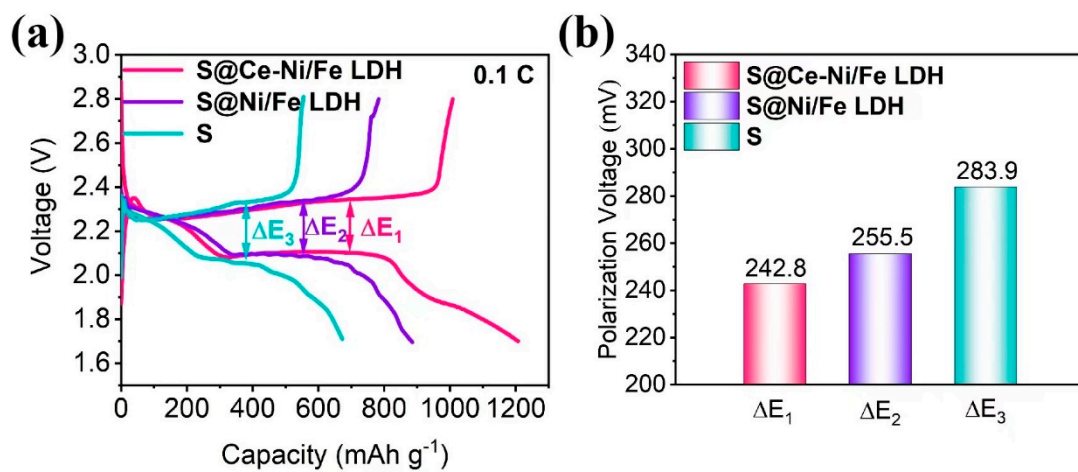 (a)
3.0
2.8
2.6
2.4
2.2
2.0
1.8
1.6
Voltage (V)
S@Ce-Ni/Fe LDH
S@Ni/Fe LDH
S
0.1 C
ΔE₃
ΔE₂
ΔE₁
0 200 400 600 800 1000 1200
Capacity (mAh g⁻¹)
(b)
340
320
300
280
260
240
220
200
Polarization Voltage (mV)
S@Ce-Ni/Fe LDH
S@Ni/Fe LDH
S
242.8
255.5
283.9
ΔE₁ ΔE₂ ΔE₃